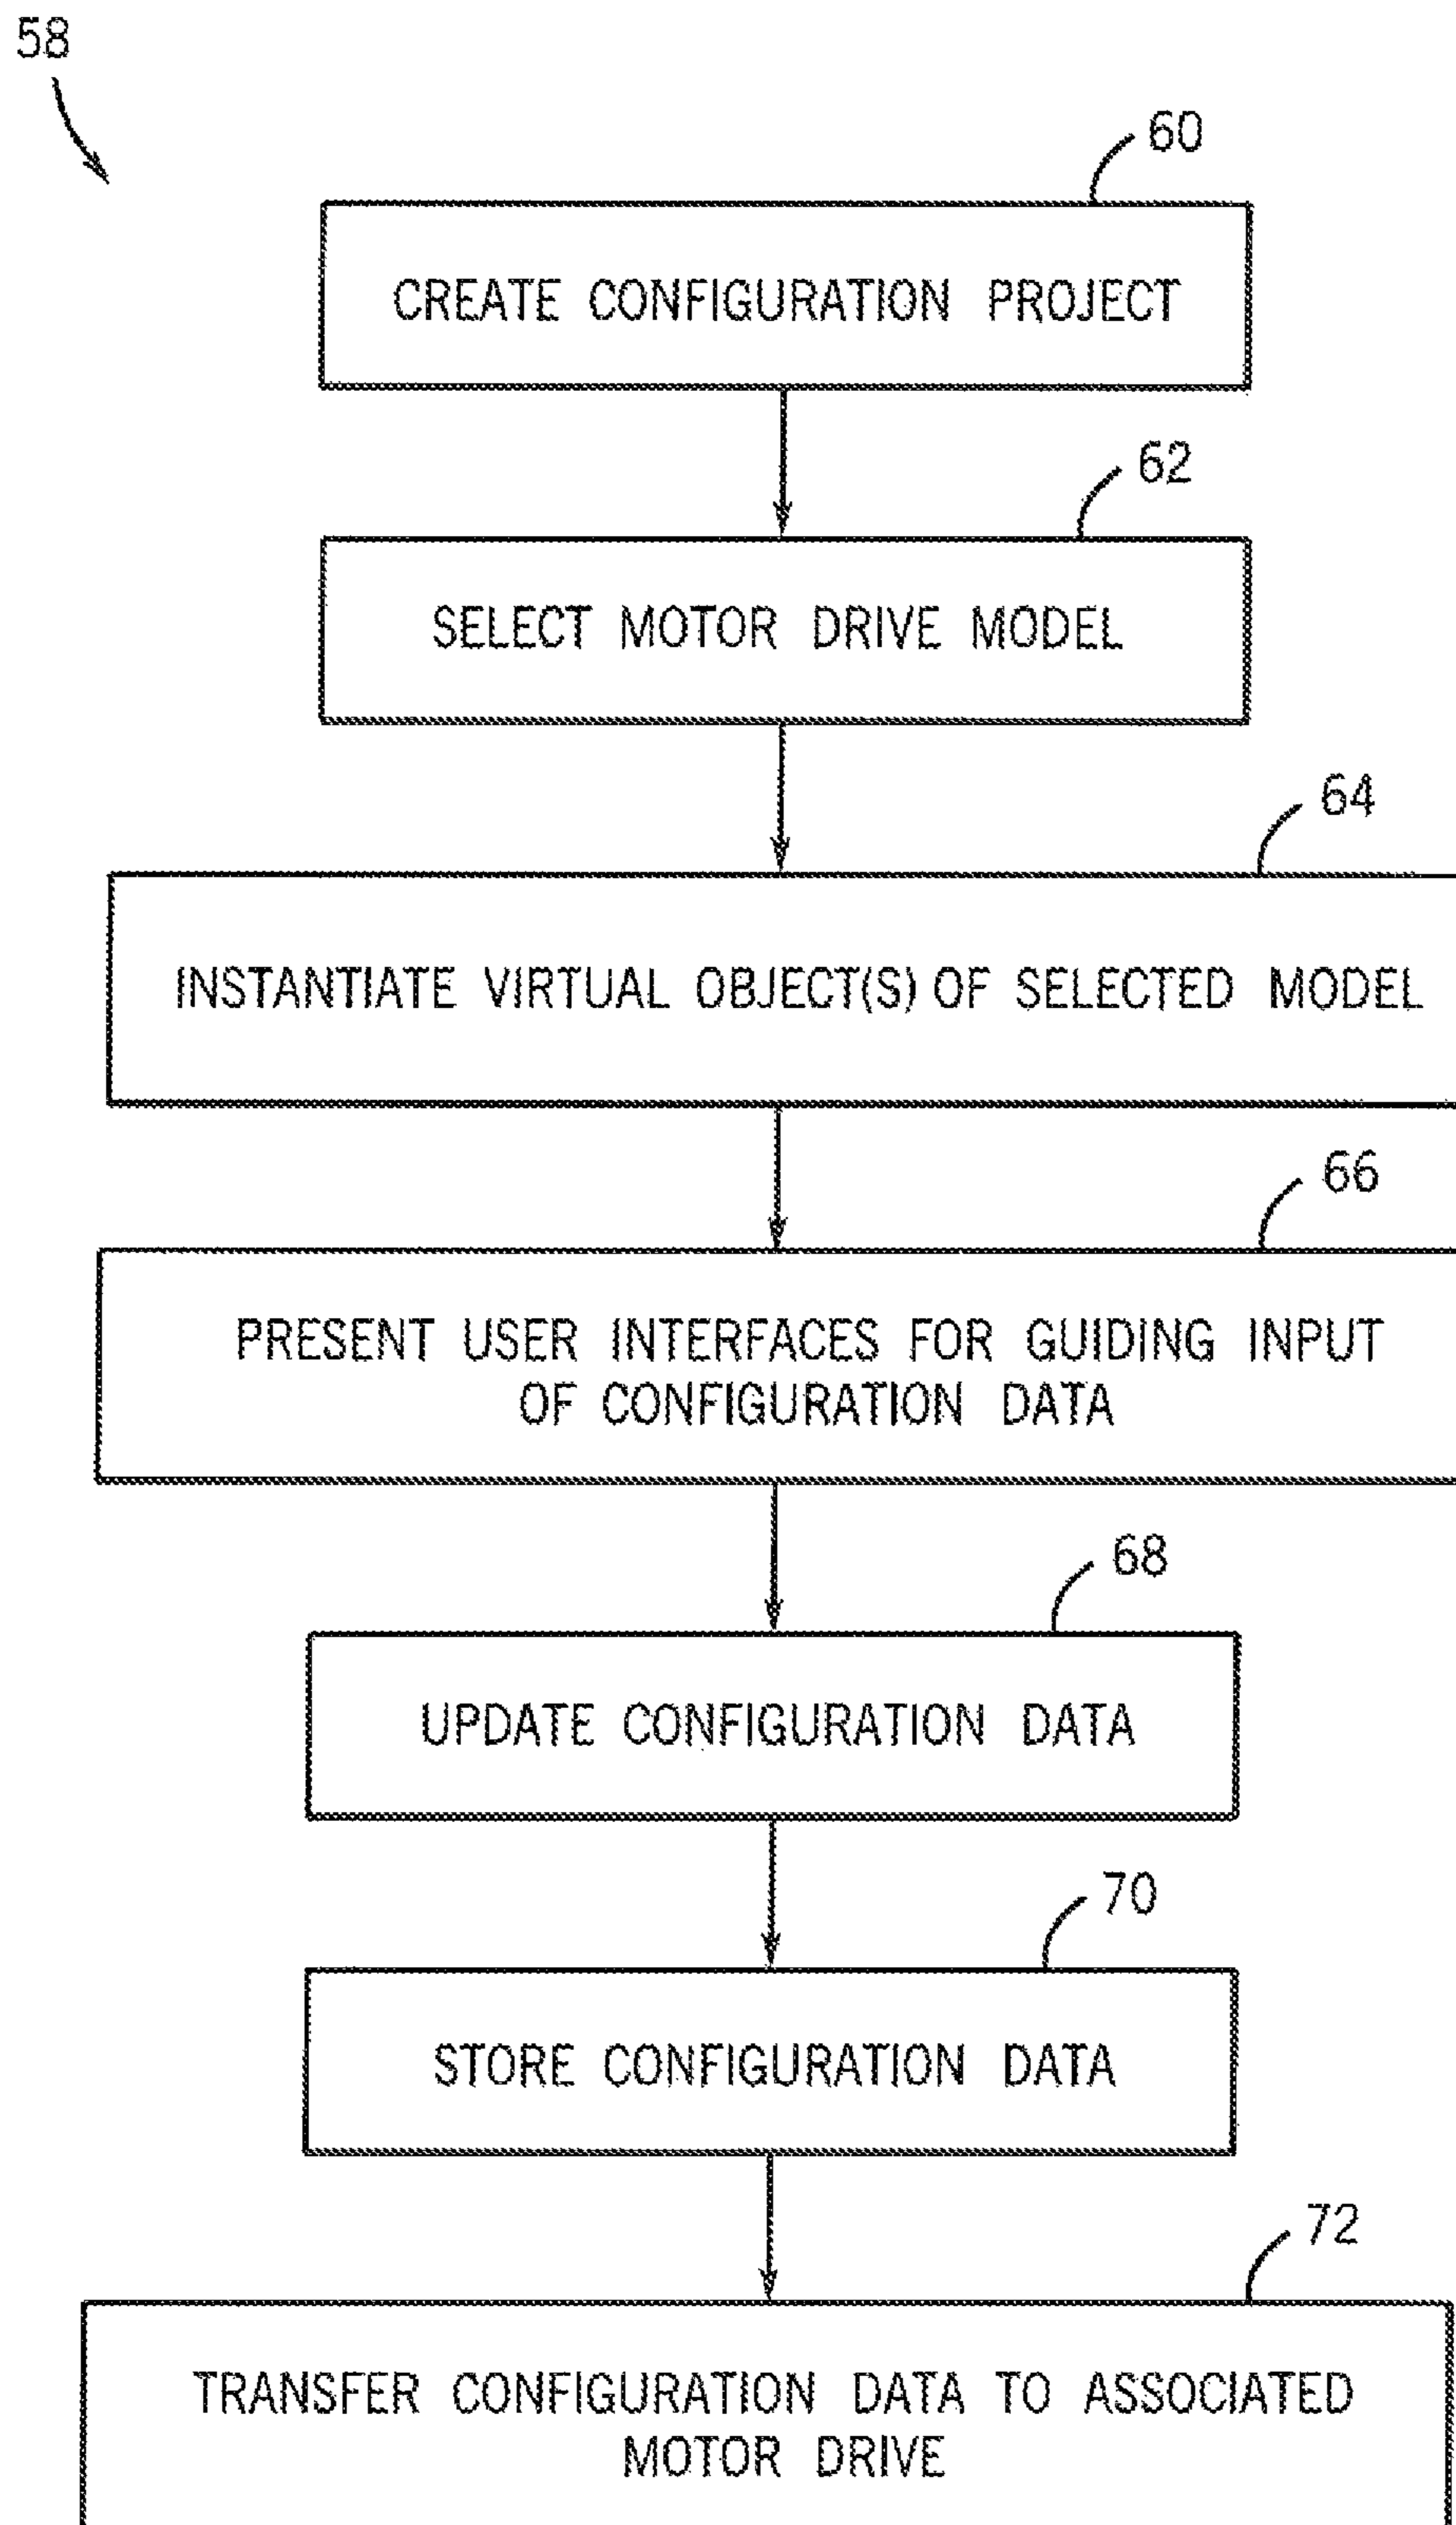 58
60
CREATE CONFIGURATION PROJECT
62
SELECT MOTOR DRIVE MODEL
64
INSTANTIATE VIRTUAL OBJECT(S) OF SELECTED MODEL
66
PRESENT USER INTERFACES FOR GUIDING INPUT
OF CONFIGURATION DATA
68
UPDATE CONFIGURATION DATA
70
STORE CONFIGURATION DATA
72
TRANSFER CONFIGURATION DATA TO ASSOCIATED
MOTOR DRIVE